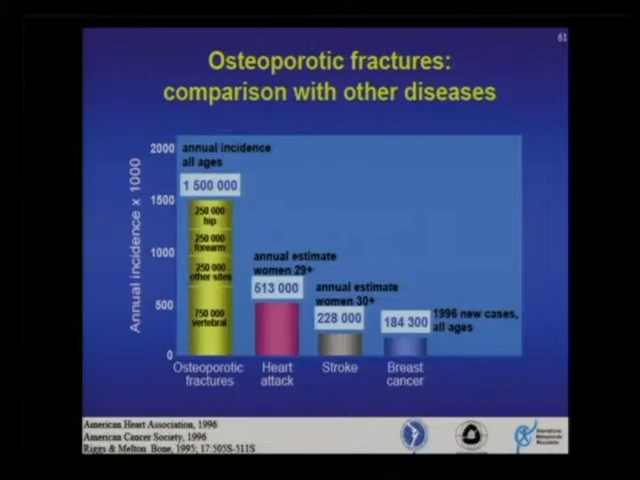 61
Osteoporotic fractures:
comparison with other diseases
Annual incidence x 1000
2000
1500
1000
500
0
annual incidence
all ages
1 500 000
250 000
hip
250 000
forearm
250 000
other sites
750 000
vertebral
annual estimate
women 29+
513 000
annual estimate
women 30+
228 000
184 300
1996 new cases,
all ages
Osteoporotic
fractures
Heart
attack
Stroke
Breast
cancer
American Heart Association, 1996
American Cancer Society, 1996
Riggs & Melton. Bone, 1995; 17:505S-511S
International
Osteoporosis
Foundation